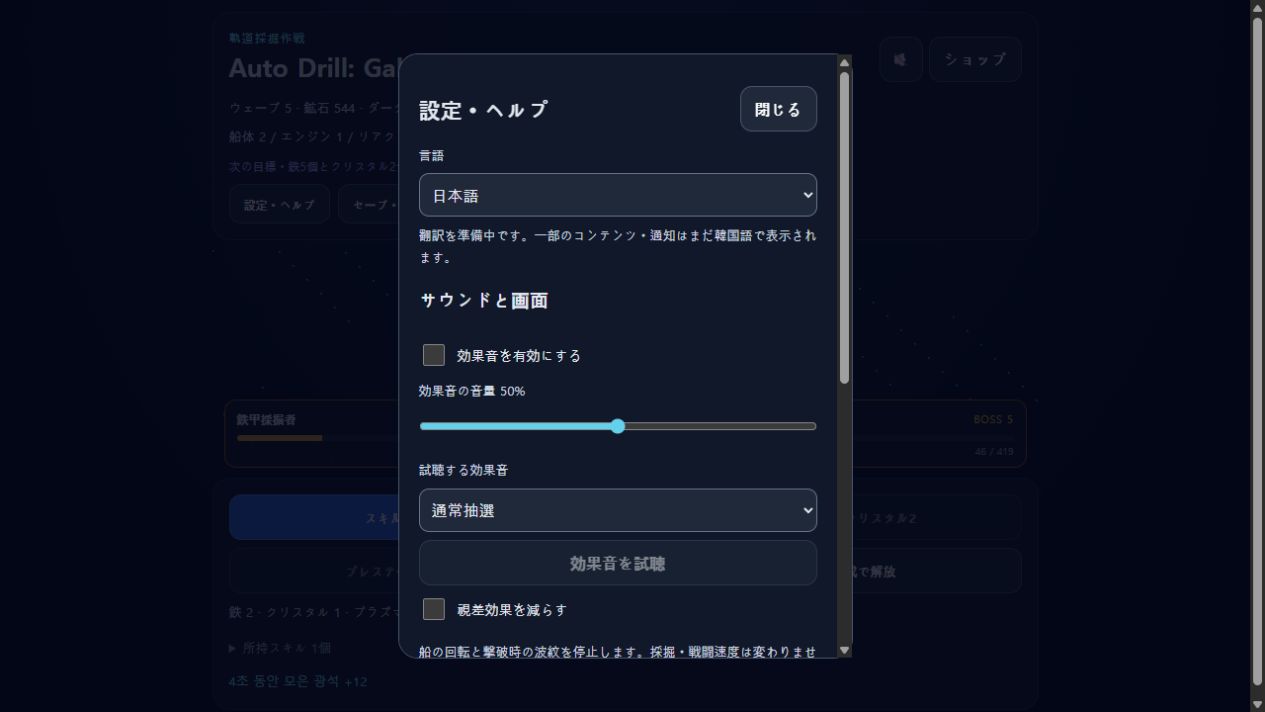 軌道採掘作戦
Auto Drill: Gal
ショップ
ウェーブ 5 · 鉱石 544 · ダーク
船体 2 / エンジン 1 / リアク
次の目標・鉄5個とクリスタル2
設定・ヘルプ
セーブ・
設定・ヘルプ
閉じる
言語
日本語
翻訳を準備中です。一部のコンテンツ・通知はまだ韓国語で表示され
ます。
サウンドと画面
効果音を有効にする
効果音の音量 50%
試聴する効果音
通常抽選
効果音を試聴
視差効果を減らす
船の回転と撃破時の波紋を停止します。採掘・戦闘速度は変わりませ
鉄甲採掘者
BOSS 5
46 / 419
スキル
クリスタル2
プレステ
で解放
鉄 2 · クリスタル 1 · プラズマ
▶ 所持スキル 1個
4조 동안 모은 광석 +12